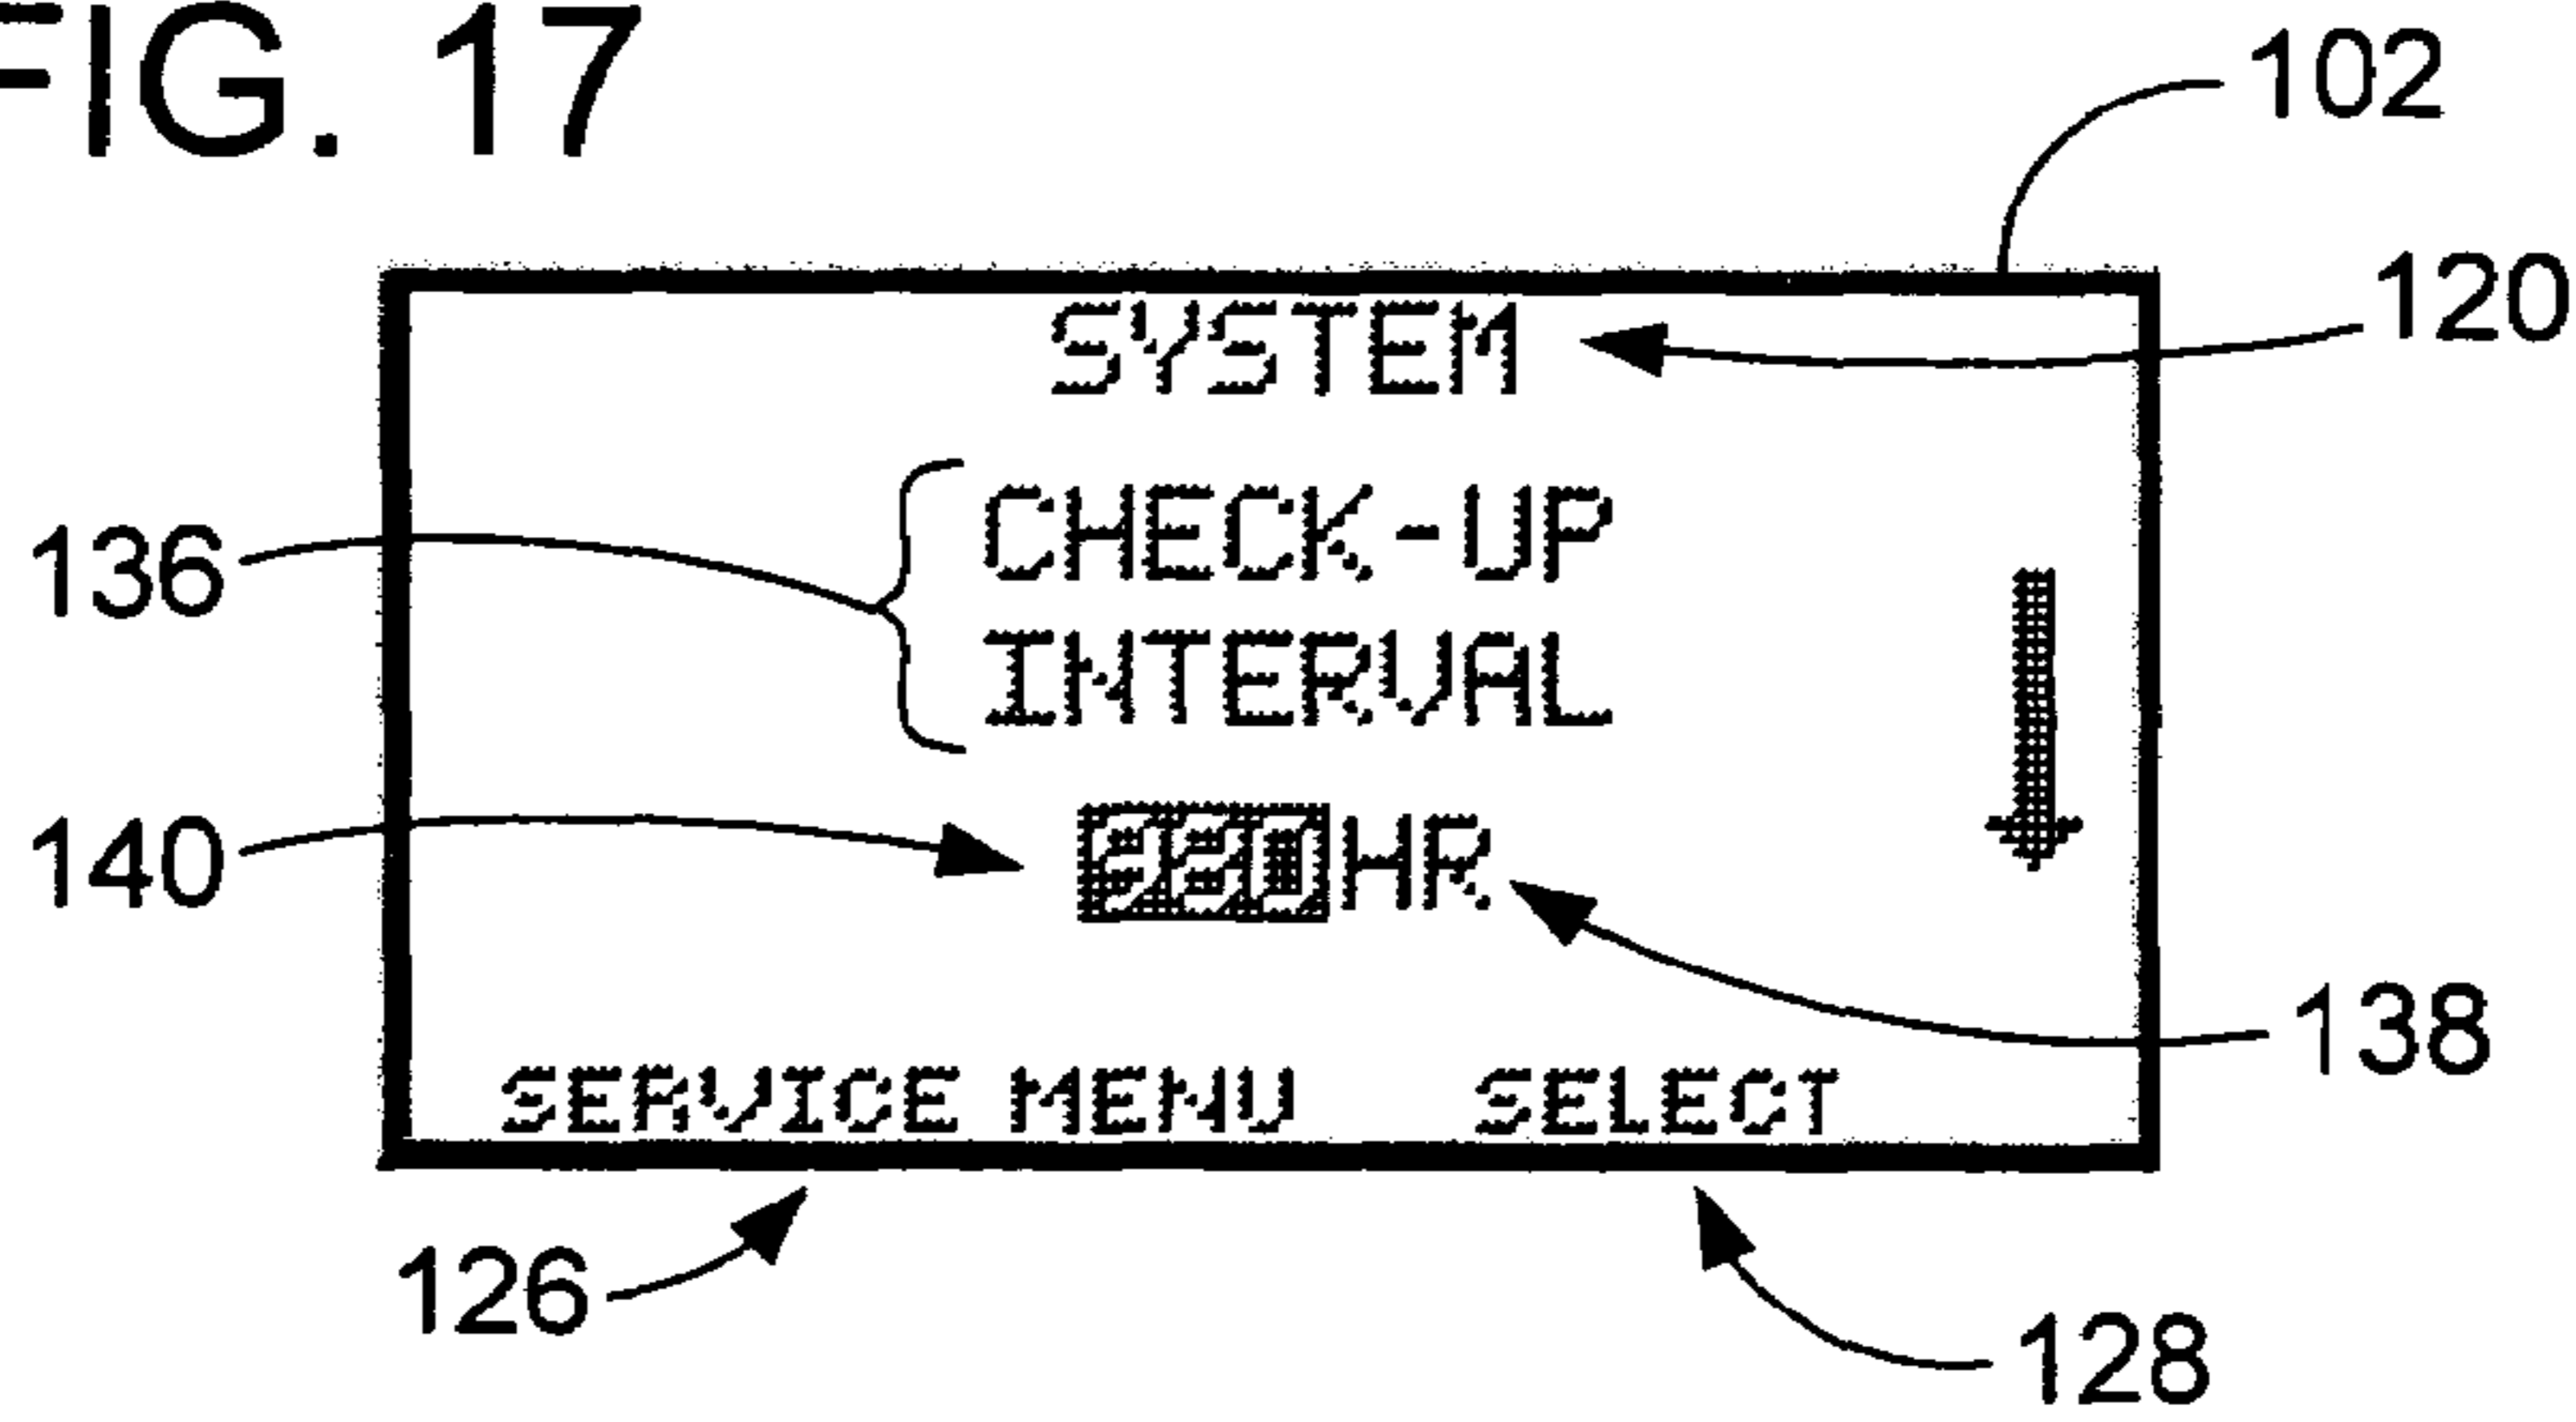 FIG. 17
102
SYSTEM
120
CHECK-UP
136
INTERVAL
140
HR
138
SERVICE MENU SELECT
126
128